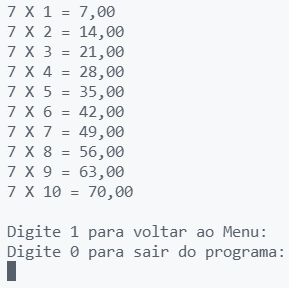 7 X 1 = 7,00
7 X 2 = 14,00
7 X 3 = 21,00
7 X 4 = 28,00
7 X 5 = 35,00
7 X 6 = 42,00
7 X 7 = 49,00
7 X 8 = 56,00
7 X 9 = 63,00
7 X 10 = 70,00
Digite 1 para voltar ao Menu:
Digite 0 para sair do programa: